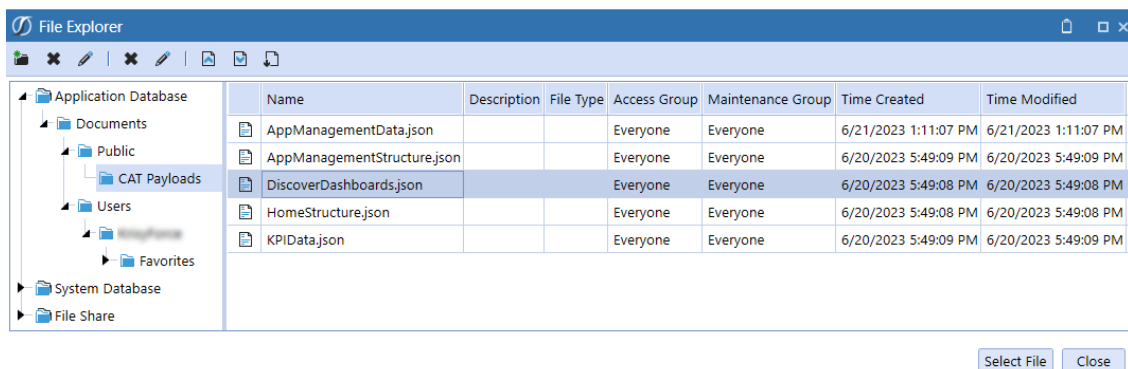 File Explorer
Application Database
Documents
Public
CAT Payloads
Users
Favorites
System Database
File Share
Name Description File Type Access Group Maintenance Group Time Created Time Modified
AppManagementData.json Everyone Everyone 6/21/2023 1:11:07 PM 6/21/2023 1:11:07 PM
AppManagementStructure.json Everyone Everyone 6/20/2023 5:49:09 PM 6/20/2023 5:49:09 PM
DiscoverDashboards.json Everyone Everyone 6/20/2023 5:49:08 PM 6/20/2023 5:49:08 PM
HomeStructure.json Everyone Everyone 6/20/2023 5:49:08 PM 6/20/2023 5:49:08 PM
KPIData.json Everyone Everyone 6/20/2023 5:49:09 PM 6/20/2023 5:49:09 PM
Select File Close